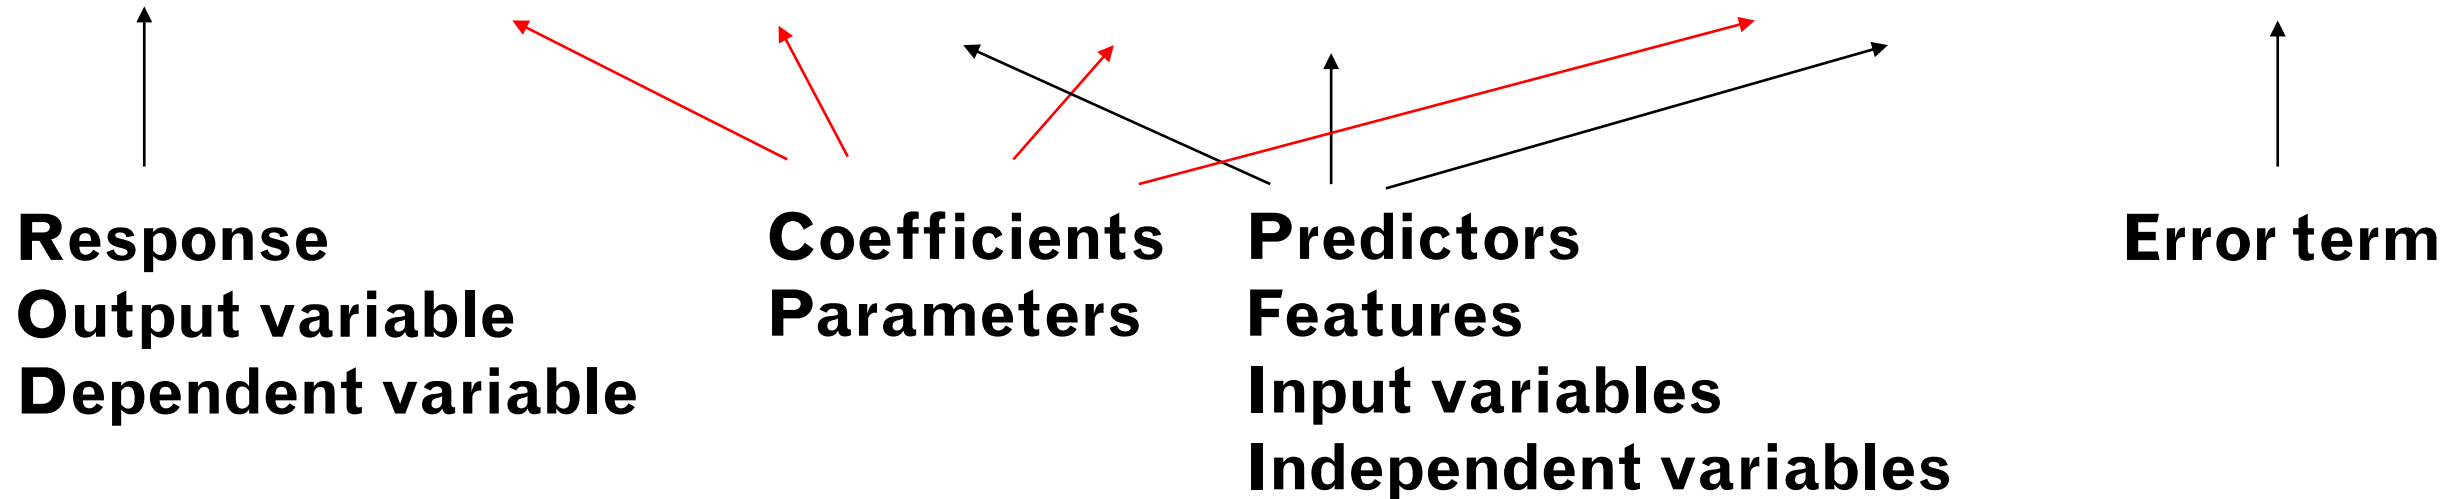 Response
Output variable
Dependent variable
Coefficients
Parameters
Predictors
Features
Input variables
Independent variables
Error term